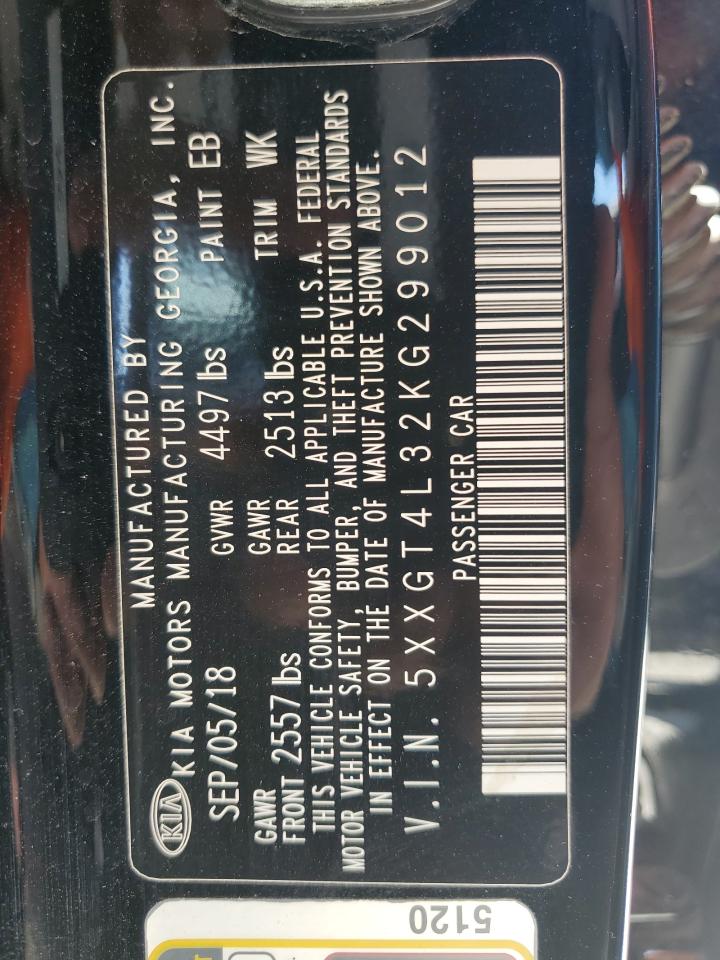 MANUFACTURED BY
KIA KIA MOTORS MANUFACTURING GEORGIA, INC.
SEP/05/18 GVWR 4497 lbs PAINT EB
GAWR FRONT 2557 lbs GAWR REAR 2513 lbs TRIM WK
THIS VEHICLE CONFORMS TO ALL APPLICABLE U.S.A. FEDERAL
MOTOR VEHICLE SAFETY, BUMPER, AND THEFT PREVENTION STANDARDS
IN EFFECT ON THE DATE OF MANUFACTURE SHOWN ABOVE.
V.I.N. 5XXGT4L32KG299012
PASSENGER CAR
5120